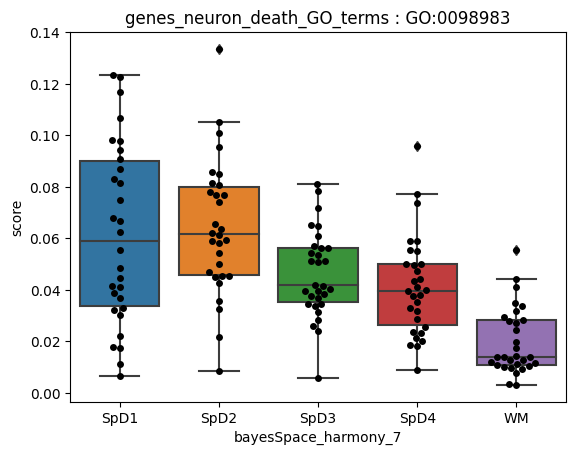 genes_neuron_death_GO_terms : GO:0098983
0.14
0.12
0.10
0.08
0.06
0.04
0.02
0.00
score
SpD1 SpD2 SpD3 SpD4 WM
bayesSpace_harmony_7